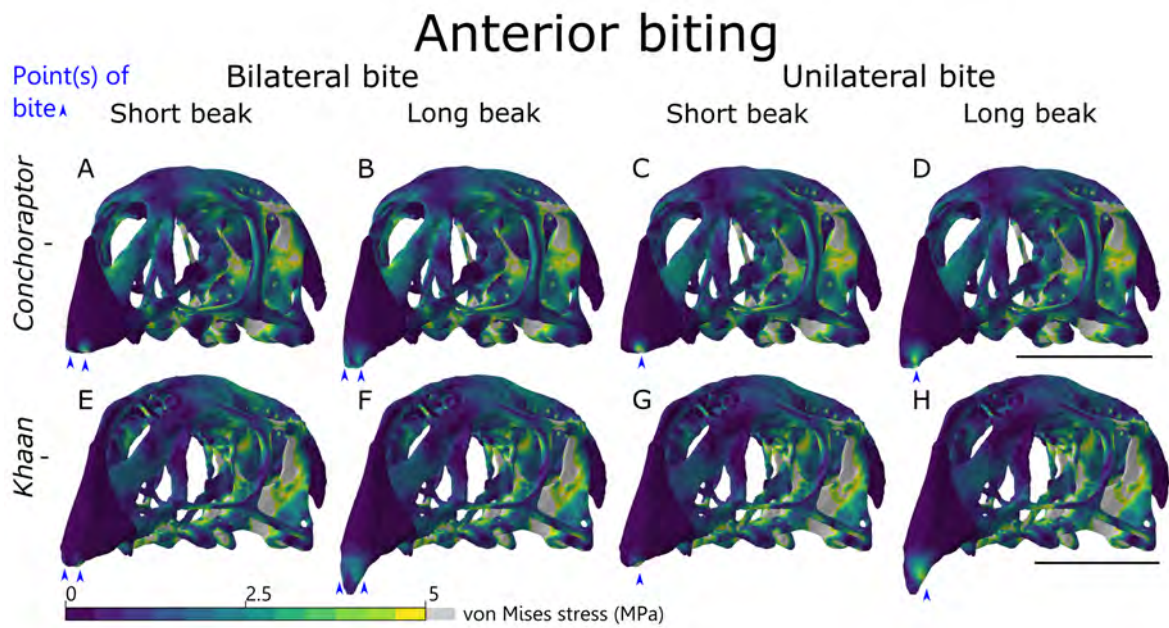 Anterior biting
Point(s) of
bite
Bilateral bite
Unilateral bite
Short beak
Long beak
Short beak
Long beak
Conchoraptor -
A
B
C
D
Khaan -
E
F
G
H
0
2.5
5
von Mises stress (MPa)